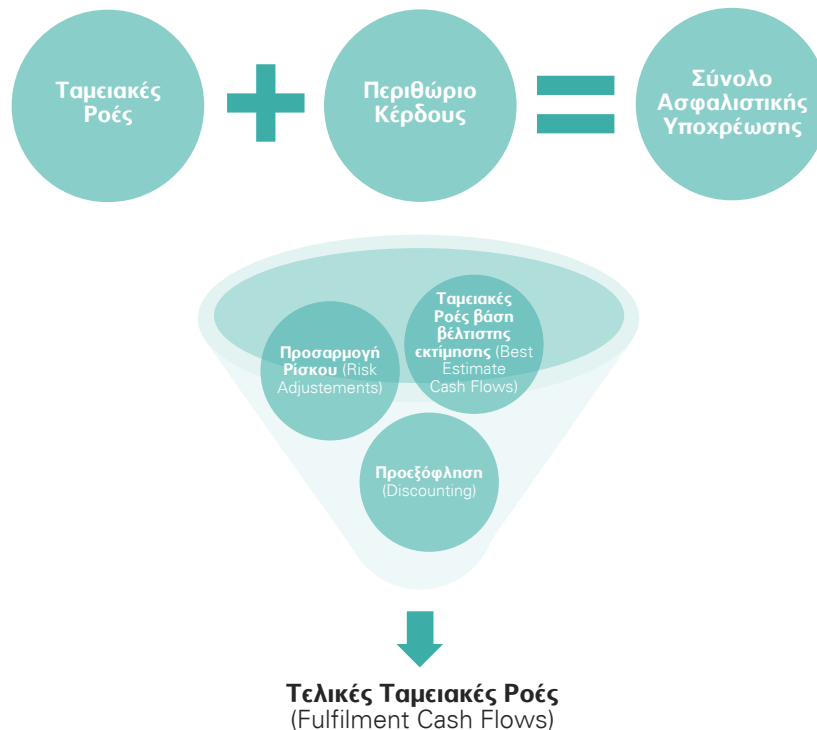 Ταμειακές
Ροές
Περιθώριο
Κέρδους
Σύνολο
Ασφαλιστικής
Υποχρέωσης
Ταμειακές
Ροές βάση
βέλτιστης
εκτίμησης (Best
Estimate
Cash Flows)
Προσαρμογή
Ρίσκου (Risk
Adjustements)
Προεξόφληση
(Discounting)
Τελικές Ταμειακές Ροές
(Fulfilment Cash Flows)